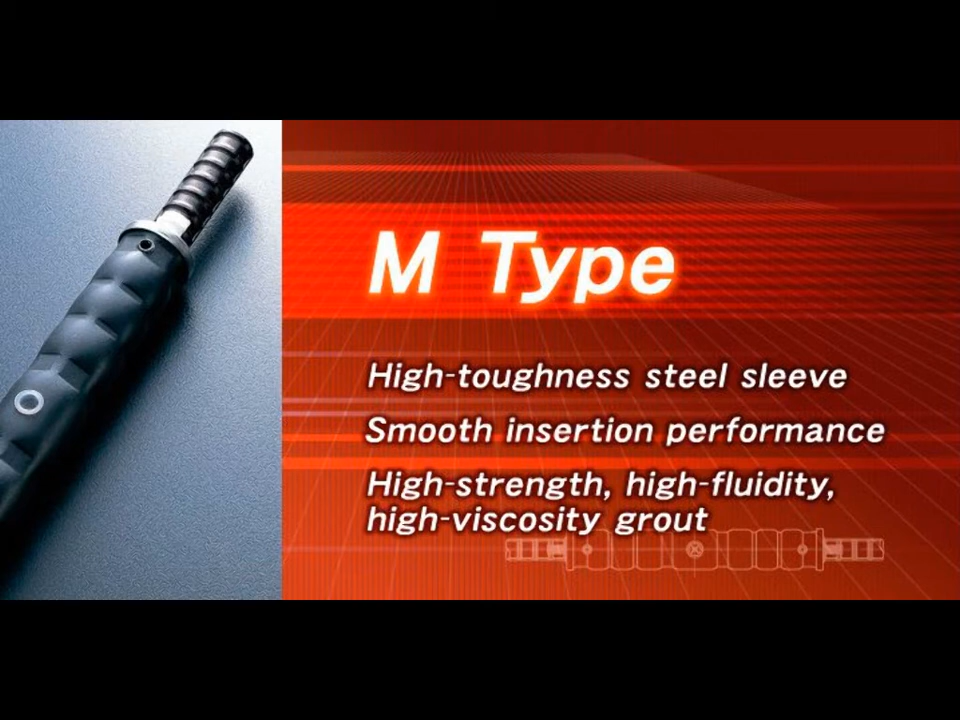 M Type
High-toughness steel sleeve
Smooth insertion performance
High-strength, high-fluidity,
high-viscosity grout